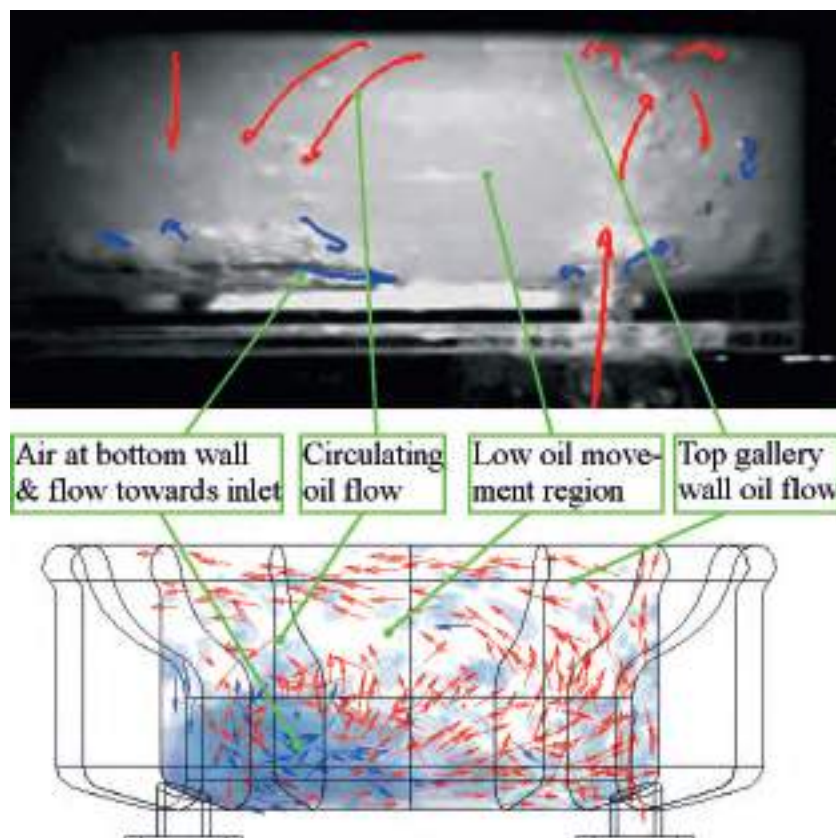 Air at bottom wall
& flow towards inlet
Circulating
oil flow
Low oil move-
ment region
Top gallery
wall oil flow